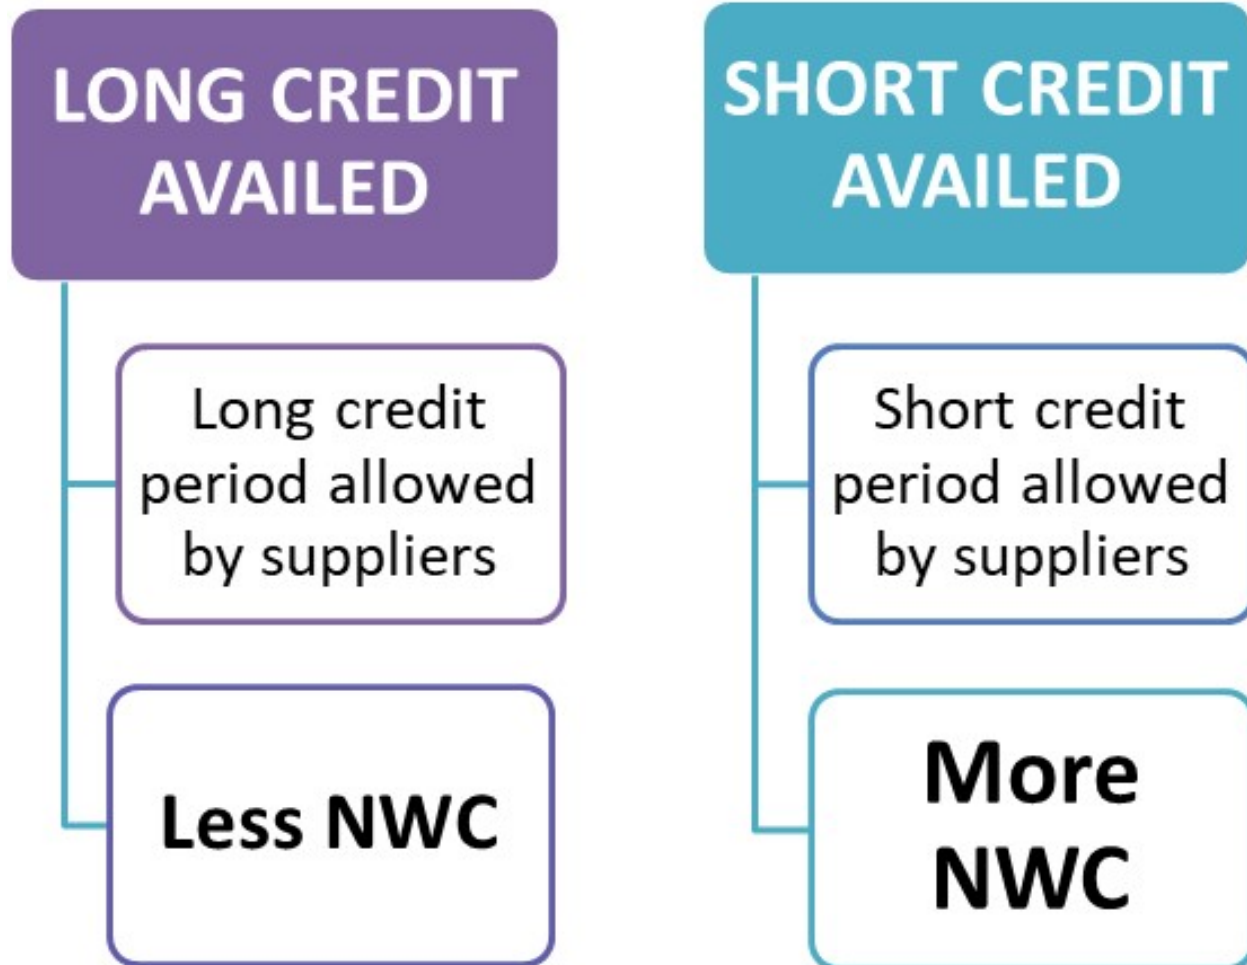 LONG CREDIT
AVAILED
Long credit
period allowed
by suppliers
Less NWC
SHORT CREDIT
AVAILED
Short credit
period allowed
by suppliers
More
NWC